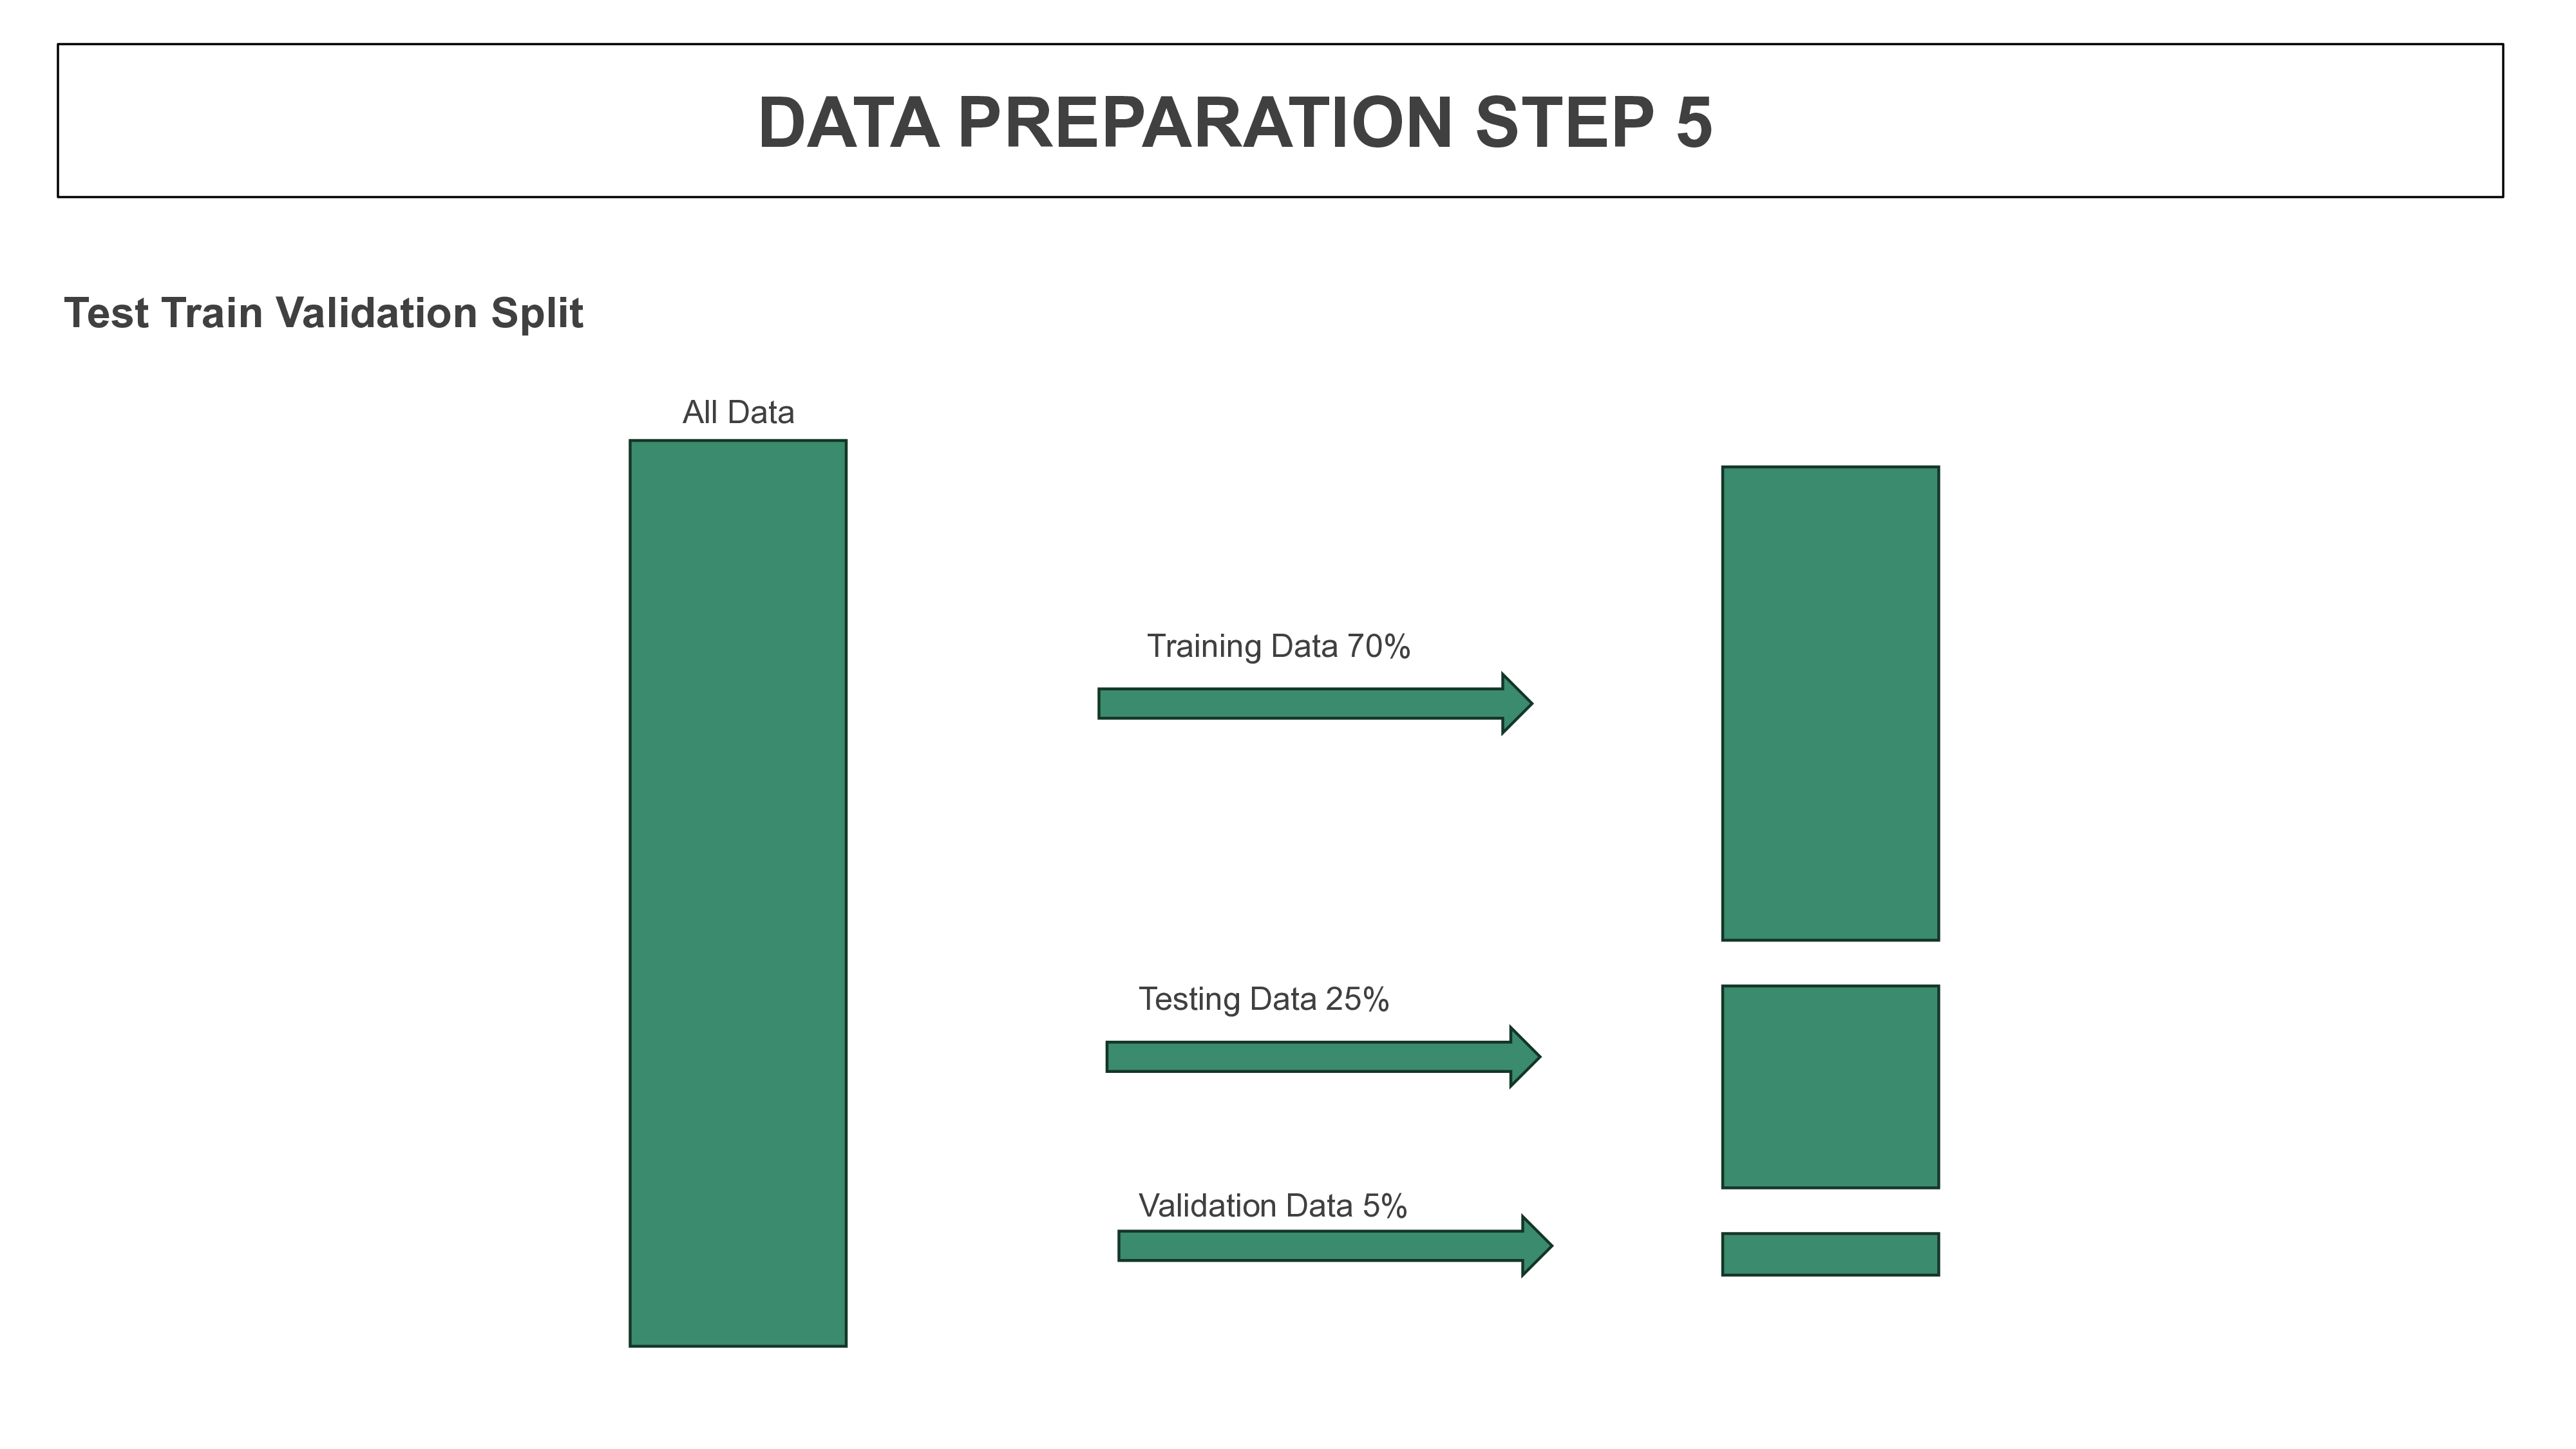 DATA PREPARATION STEP 5
Test Train Validation Split
All Data
Training Data 70%
Testing Data 25%
Validation Data 5%